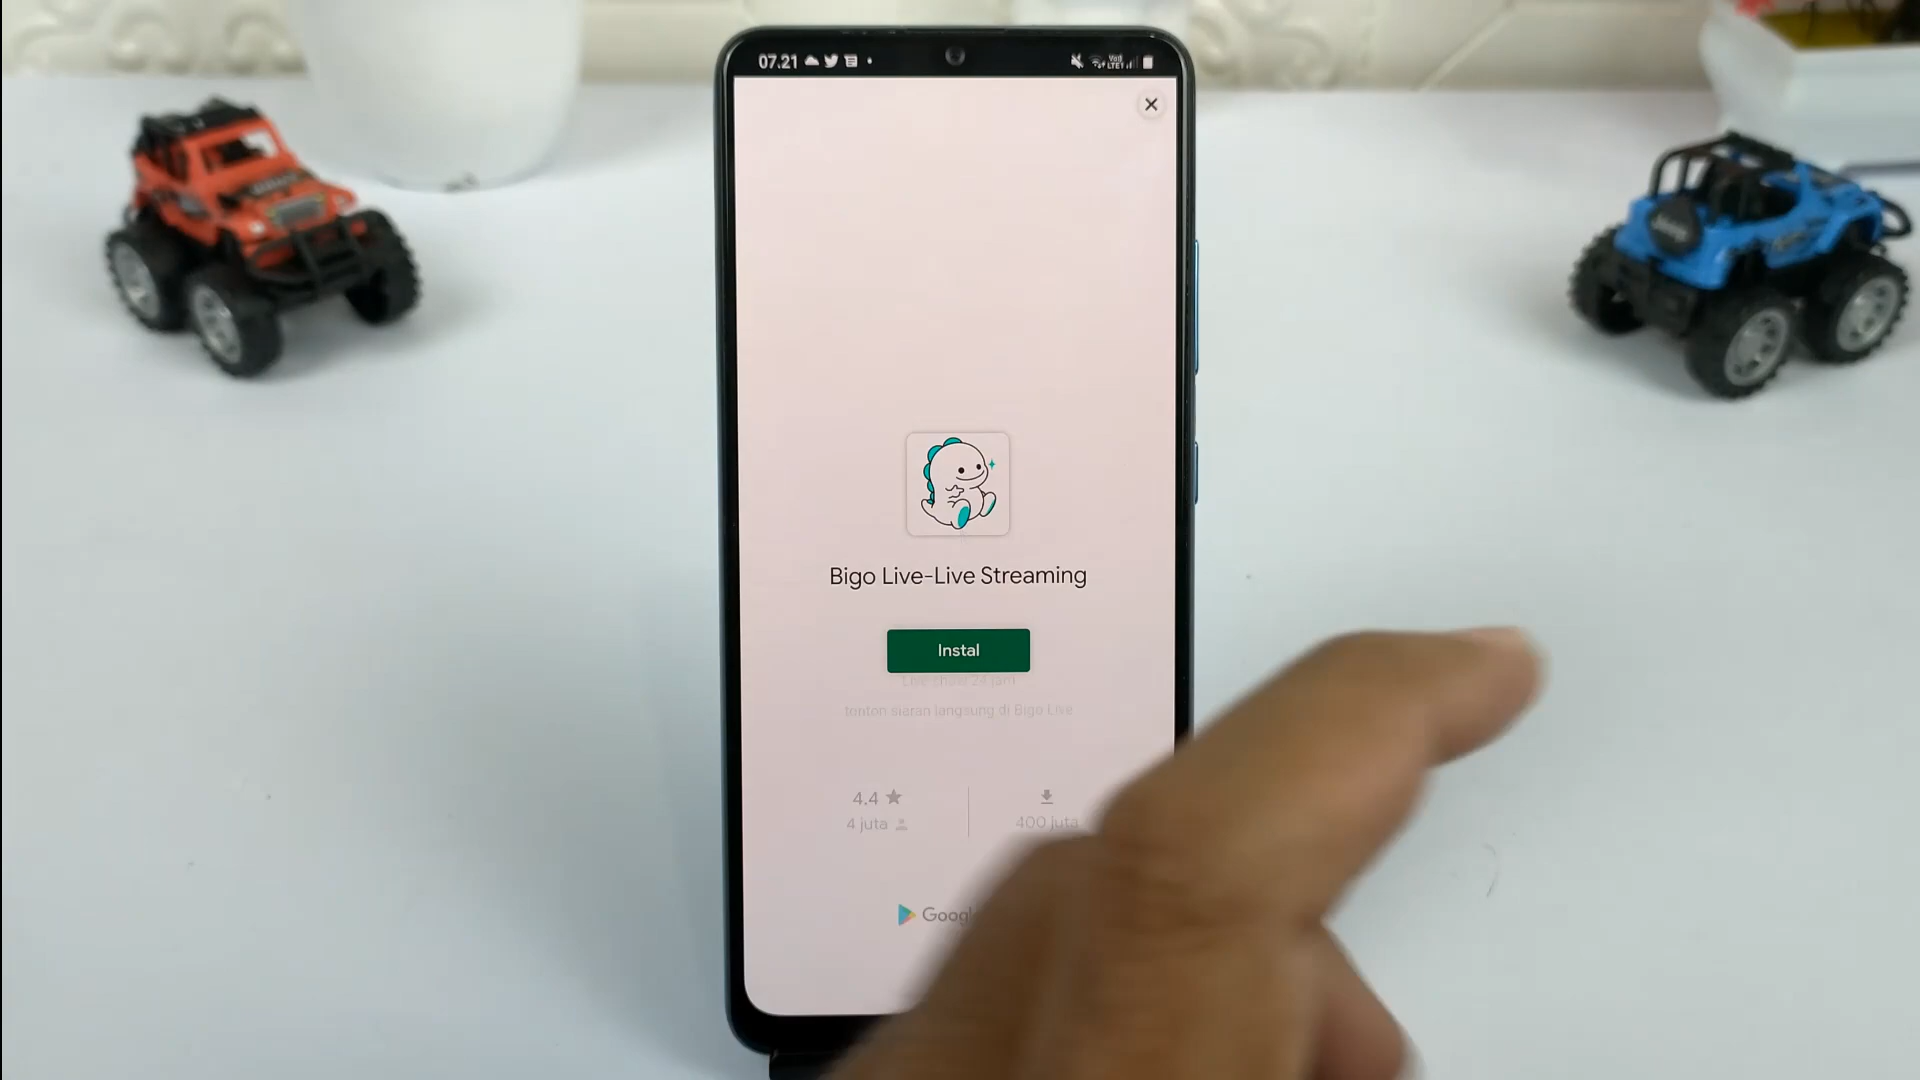 07.21
Bigo Live-Live Streaming
Instal
Live show 24 jam
tonton siaran langsung di Bigo Live
4.4
4 juta
400 juta
Google